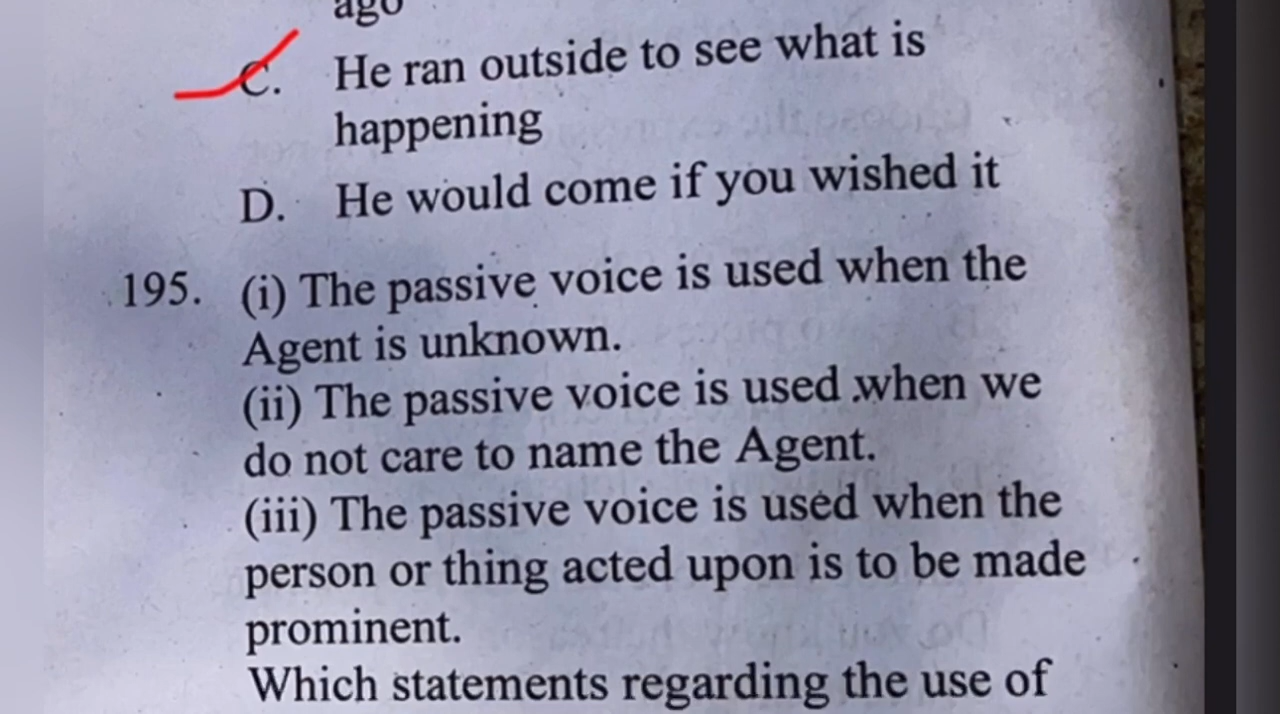 ago
C. He ran outside to see what is
happening
D. He would come if you wished it
195. (i) The passive voice is used when the
Agent is unknown.
(ii) The passive voice is used when we
do not care to name the Agent.
(iii) The passive voice is used when the
person or thing acted upon is to be made
prominent.
Which statements regarding the use of